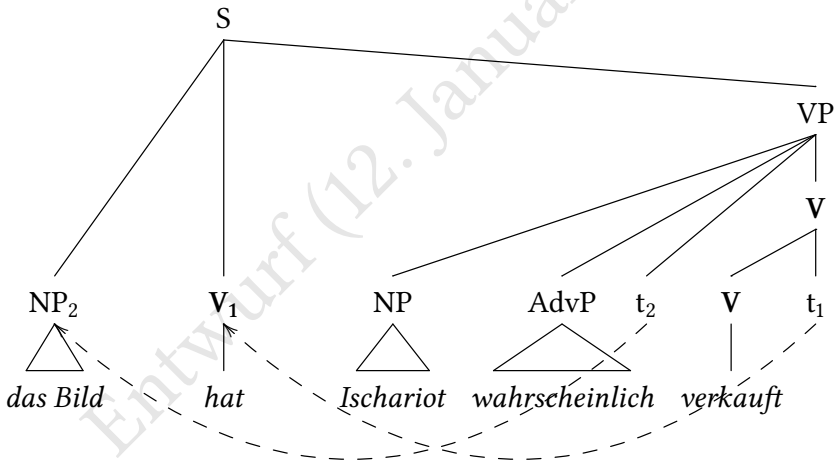 S
VP
V
NP₂ V₁ NP AdvP t₂ V t₁
das Bild hat Ischariot wahrscheinlich verkauft
Entwurf (12. Januar